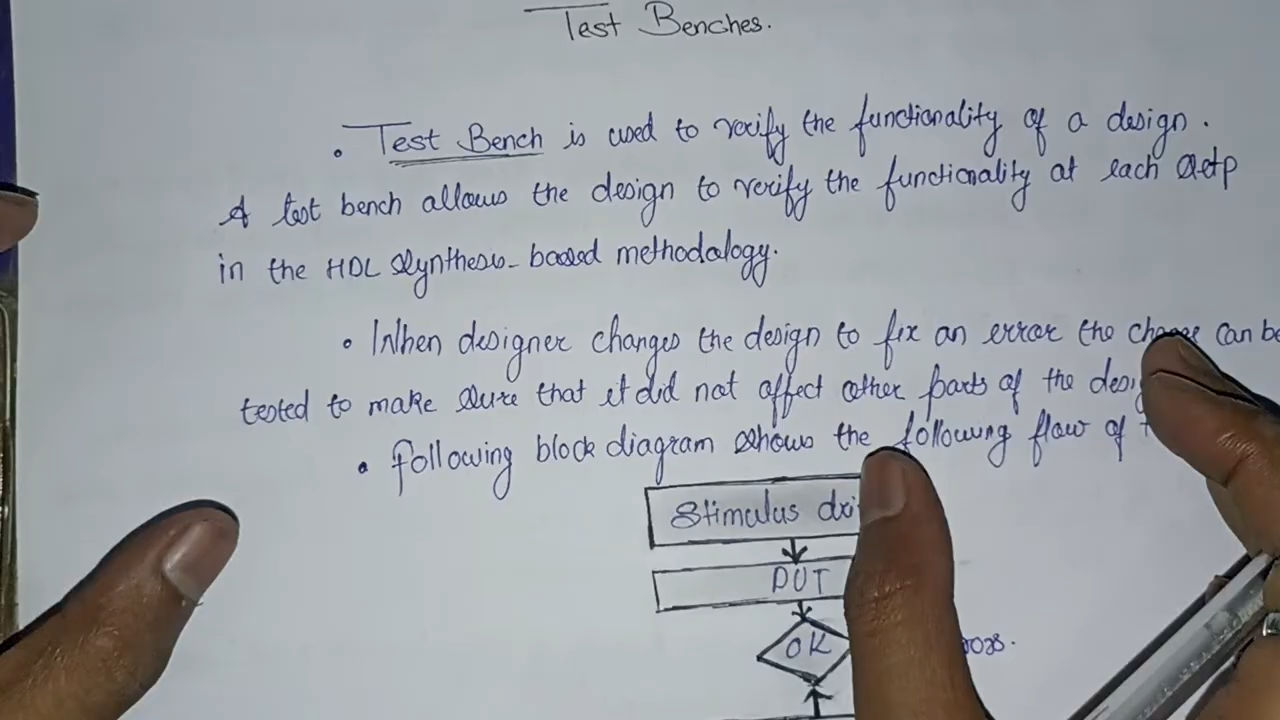 Test Benches.
• Test Bench is used to verify the functionality of a design.
A test bench allows the design to verify the functionality at each step
in the HDL synthesis-based methodology.
• When designer changes the design to fix an error the change can be
tested to make sure that it did not affect other parts of the
• following block diagram shows the following flow of
Stimulus
DUT
OK